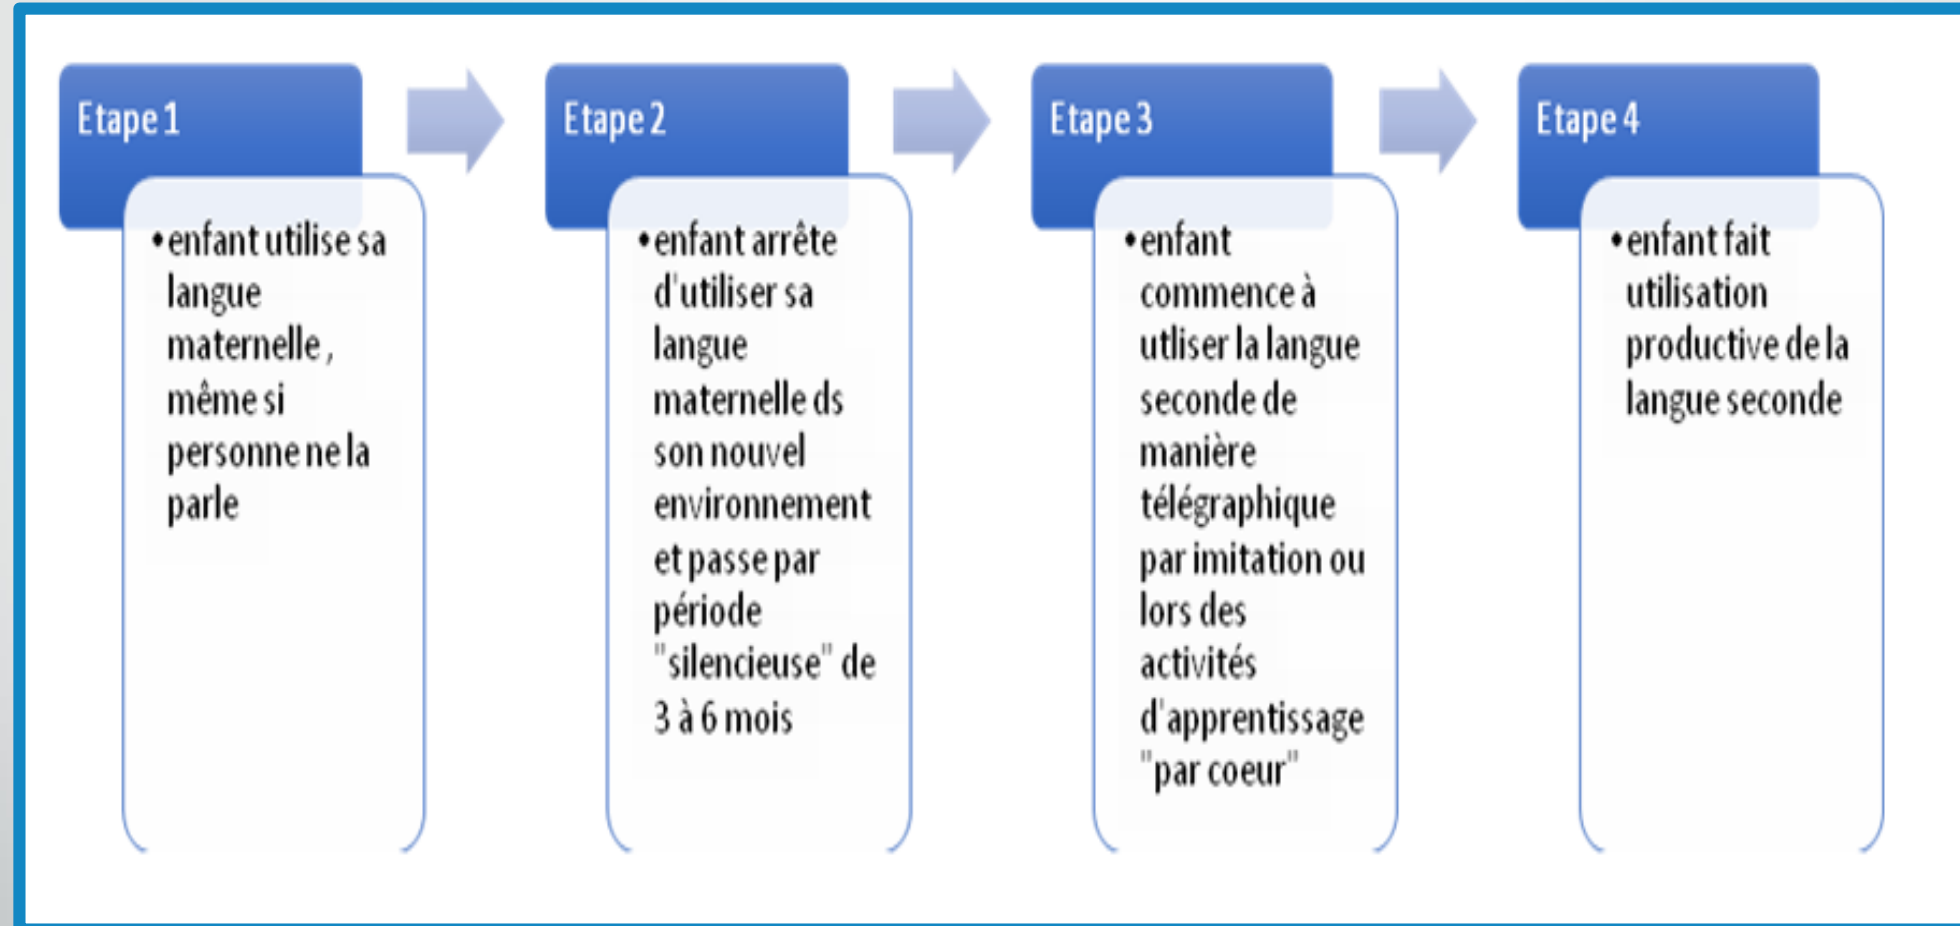 Etape 1
•enfant utilise sa
langue
maternelle ,
même si
personne ne la
parle
Etape 2
•enfant arrête
d'utiliser sa
langue
maternelle ds
son nouvel
environnement
et passe par
période
"silencieuse" de
3 à 6 mois
Etape 3
•enfant
commence à
utliser la langue
seconde de
manière
télégraphique
par imitation ou
lors des
activités
d'apprentissage
"par coeur"
Etape 4
•enfant fait
utilisation
productive de la
langue seconde